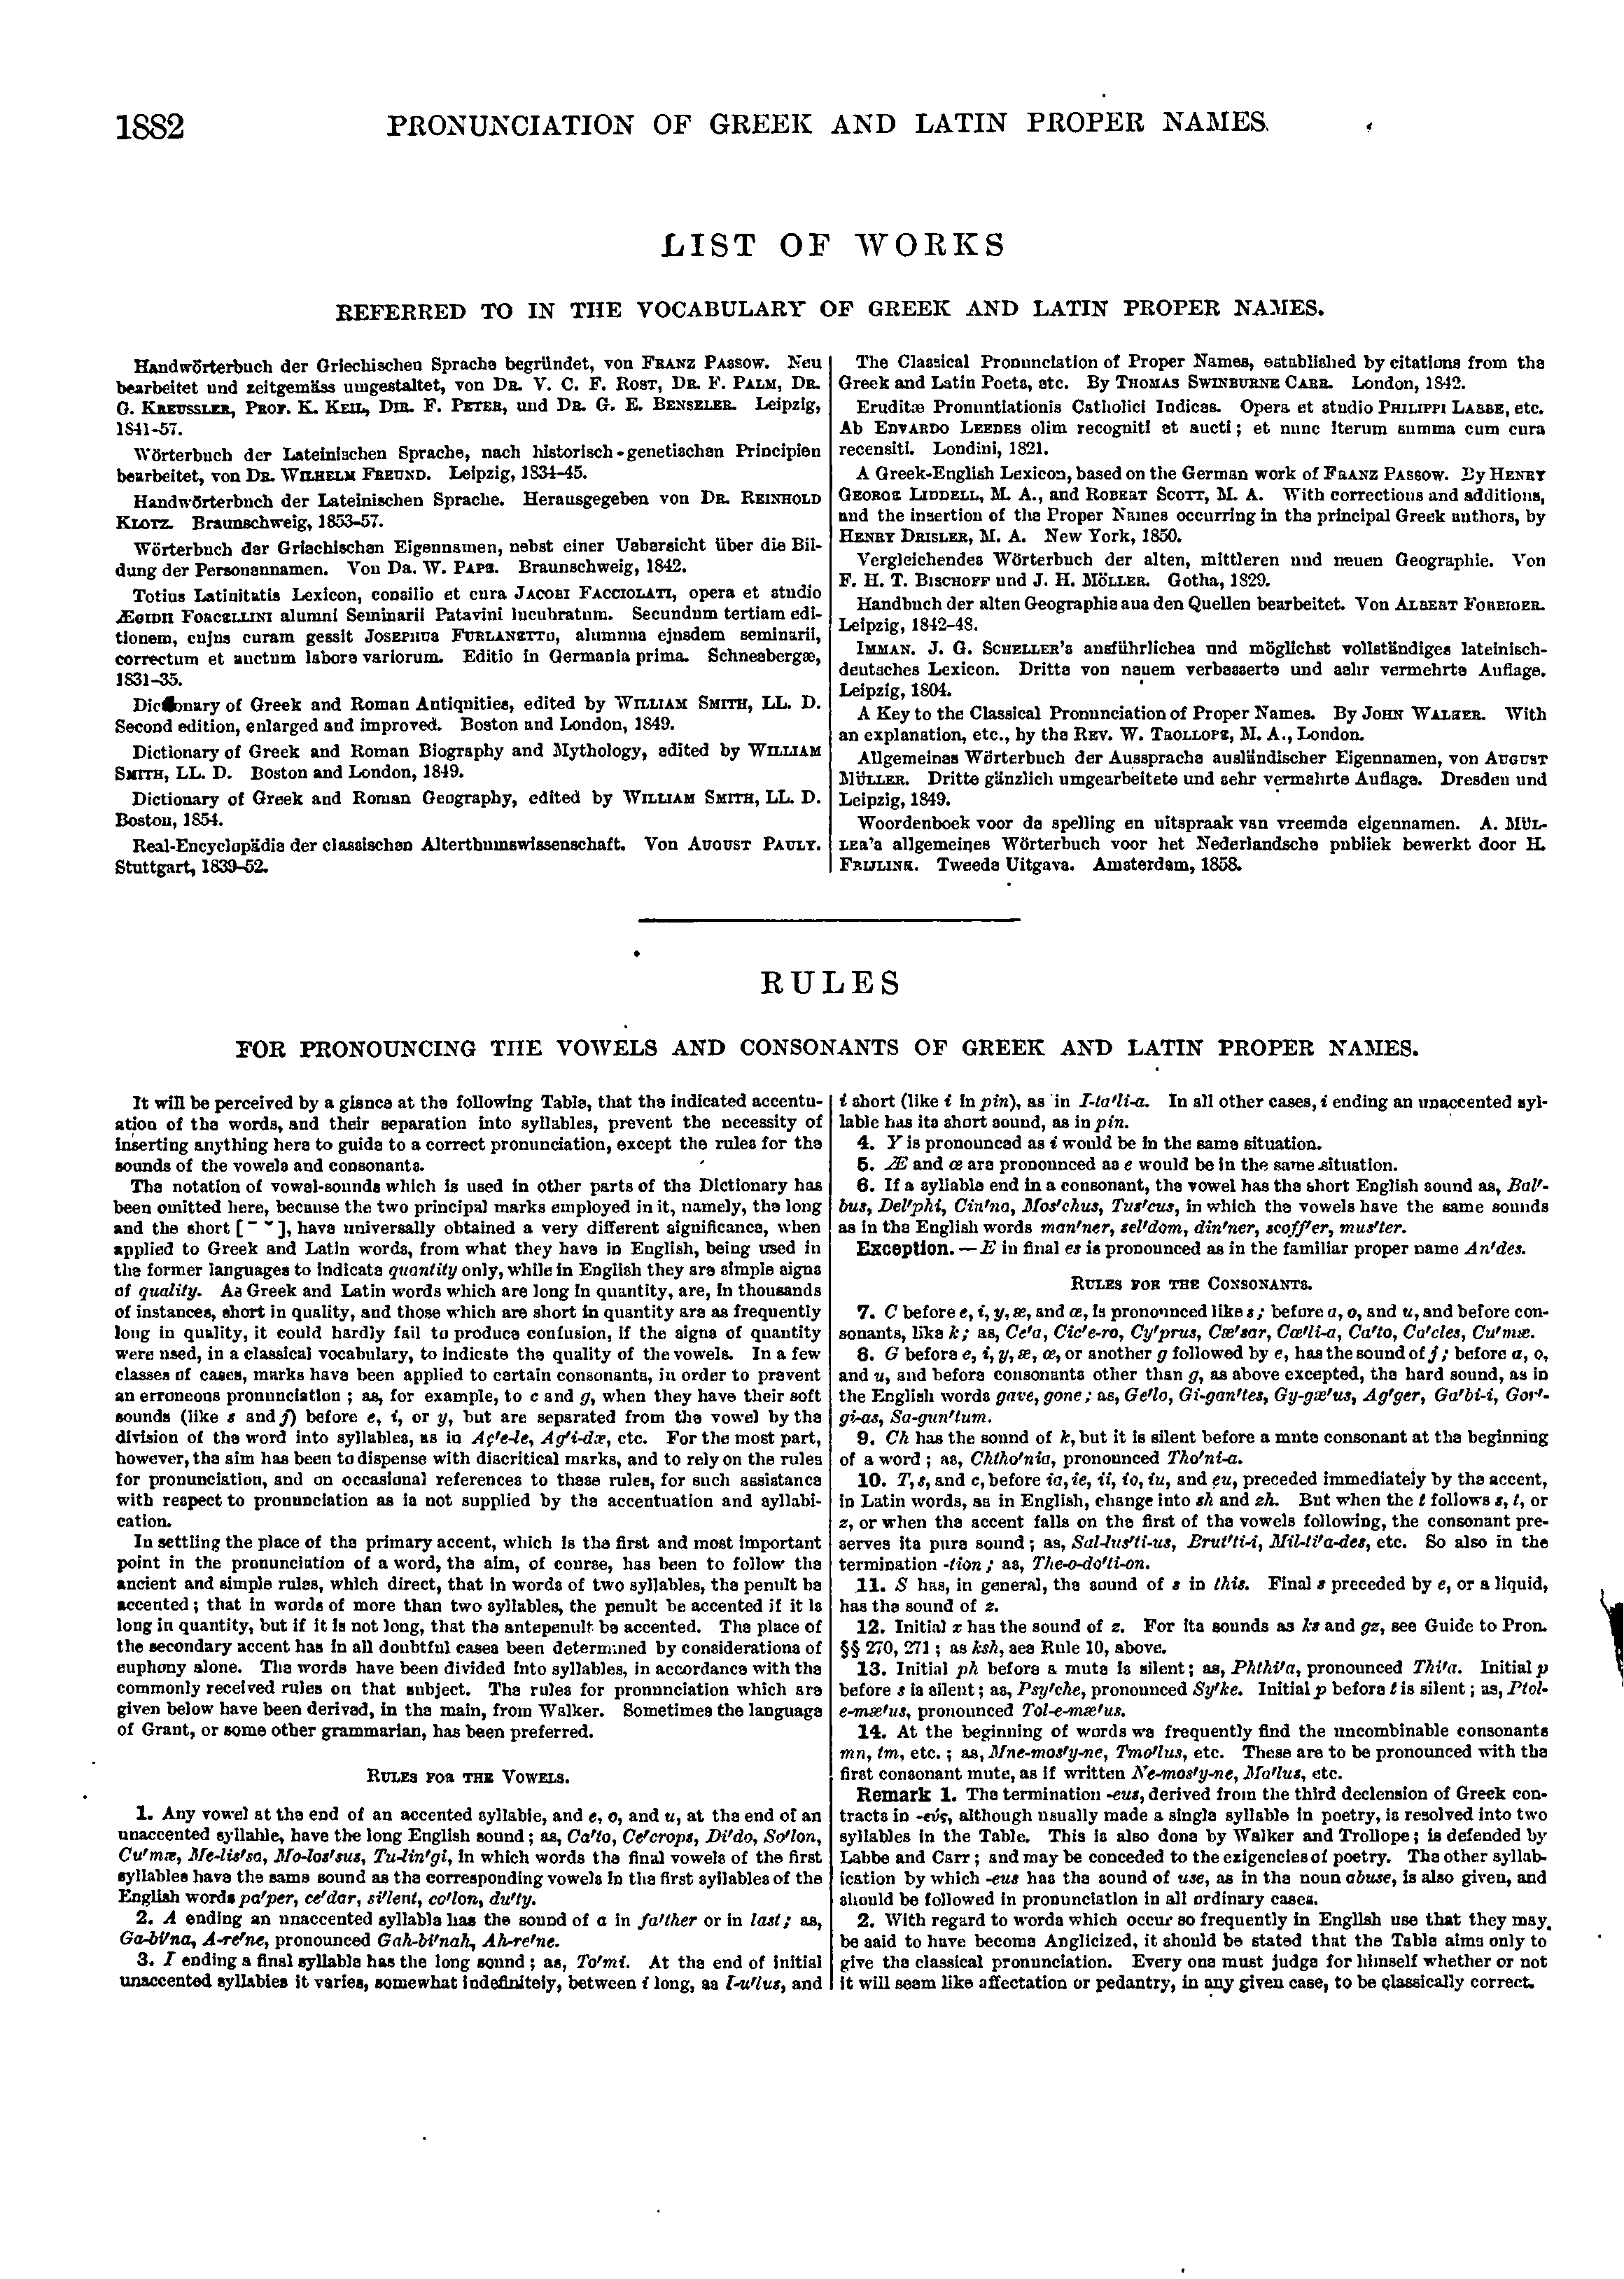 1882
PRONUNCIATION OF GREEK AND LATIN PROPER NAMES.
LIST OF WORKS
REFERRED TO IN THE VOCABULARY OF GREEK AND LATIN PROPER NAMES.
Handwörterbuch der Griechischen Sprache begründet, von FRANZ PASSOW. Neu
bearbeitet und zeitgemäss umgestaltet, von DR. V. C. F. ROST, DR. F. PALM, DR.
O. KREUSSLER, PROF. K. KEIL, DIR. F. PETER, und DR. G. E. BENSELER. Leipzig,
1841–57.
Wörterbuch der Lateinischen Sprache, nach historisch-genetischen Principien
bearbeitet, von DR. WILHELM FREUND. Leipzig, 1834–45.
Handwörterbuch der Lateinischen Sprache. Herausgegeben von DR. REINHOLD
KLOTZ. Braunschweig, 1853–57.
Wörterbuch der Griechischen Eigennamen, nebst einer Uebersicht über die Bil-
dung der Personennamen. Von DR. W. PAPE. Braunschweig, 1842.
Totius Latinitatis Lexicon, consilio et cura JACOBI FACCIOLATI, opera et studio
ÆGIDII FORCELLINI alumni Seminarii Patavini lucubratum. Secundum tertiam edi-
tionem, cujus curam gessit JOSEPHUS FURLANETTO, alumnus ejusdem seminarii,
correctum et auctum labore variorum. Editio in Germania prima. Schneebergæ,
1831–35.
Dictionary of Greek and Roman Antiquities, edited by WILLIAM SMITH, LL. D.
Second edition, enlarged and improved. Boston and London, 1849.
Dictionary of Greek and Roman Biography and Mythology, edited by WILLIAM
SMITH, LL. D. Boston and London, 1849.
Dictionary of Greek and Roman Geography, edited by WILLIAM SMITH, LL. D.
Boston, 1854.
Real-Encyclopädie der classischen Alterthumswissenschaft. Von AUGUST PAULY.
Stuttgart, 1839–52.
The Classical Pronunciation of Proper Names, established by citations from the
Greek and Latin Poets, etc. By THOMAS SWINBURNE CARR. London, 1842.
Eruditæ Pronuntiationis Catholici Indices. Opera et studio PHILIPPI LABBE, etc.
Ab EDVARDO LEEDES olim recogniti et aucti; et nunc iterum summa cum cura
recensiti. Londini, 1821.
A Greek-English Lexicon, based on the German work of FRANZ PASSOW. By HENRY
GEORGE LIDDELL, M. A., and ROBERT SCOTT, M. A. With corrections and additions,
and the insertion of the Proper Names occurring in the principal Greek authors, by
HENRY DRISLER, M. A. New York, 1850.
Vergleichendes Wörterbuch der alten, mittleren und neuen Geographie. Von
F. H. T. BISCHOFF und J. H. MÖLLER. Gotha, 1829.
Handbuch der alten Geographie aus den Quellen bearbeitet. Von ALBERT FORBIGER.
Leipzig, 1842–48.
IMMAN. J. G. SCHELLER's ausführliches und möglichst vollständiges lateinisch-
deutsches Lexicon. Dritte von neuem verbesserte und sehr vermehrte Auflage.
Leipzig, 1804.
A Key to the Classical Pronunciation of Proper Names. By JOHN WALKER. With
an explanation, etc., by the REV. W. TROLLOPE, M. A., London.
Allgemeines Wörterbuch der Aussprache ausländischer Eigennamen, von AUGUST
MÜLLER. Dritte gänzlich umgearbeitete und sehr vermehrte Auflage. Dresden und
Leipzig, 1849.
Woordenboek voor de spelling en uitspraak van vreemde eigennamen. A. MÜL-
LER's allgemeines Wörterbuch voor het Nederlandsche publiek bewerkt door H.
FRIJLINK. Tweede Uitgave. Amsterdam, 1858.
RULES
FOR PRONOUNCING THE VOWELS AND CONSONANTS OF GREEK AND LATIN PROPER NAMES.
It will be perceived by a glance at the following Table, that the indicated accentu-
ation of the words, and their separation into syllables, prevent the necessity of
inserting anything here to guide to a correct pronunciation, except the rules for the
sounds of the vowels and consonants.
The notation of vowel-sounds which is used in other parts of the Dictionary has
been omitted here, because the two principal marks employed in it, namely, the long
and the short [ ¯ ˘ ], have universally obtained a very different significance, when
applied to Greek and Latin words, from what they have in English, being used in
the former languages to indicate quantity only, while in English they are simple signs
of quality. As Greek and Latin words which are long in quantity, are, in thousands
of instances, short in quality, and those which are short in quantity are as frequently
long in quality, it could hardly fail to produce confusion, if the signs of quantity
were used, in a classical vocabulary, to indicate the quality of the vowels. In a few
classes of cases, marks have been applied to certain consonants, in order to prevent
an erroneous pronunciation; as, for example, to c and g, when they have their soft
sounds (like s and j) before e, i, or y, but are separated from the vowel by the
division of the word into syllables, as in Aç′e-le, Ag′i-dæ, etc. For the most part,
however, the aim has been to dispense with diacritical marks, and to rely on the rules
for pronunciation, and on occasional references to these rules, for such assistance
with respect to pronunciation as is not supplied by the accentuation and syllabi-
cation.
In settling the place of the primary accent, which is the first and most important
point in the pronunciation of a word, the aim, of course, has been to follow the
ancient and simple rules, which direct, that in words of two syllables, the penult be
accented; that in words of more than two syllables, the penult be accented if it is
long in quantity, but if it is not long, that the antepenult be accented. The place of
the secondary accent has in all doubtful cases been determined by considerations of
euphony alone. The words have been divided into syllables, in accordance with the
commonly received rules on that subject. The rules for pronunciation which are
given below have been derived, in the main, from Walker. Sometimes the language
of Grant, or some other grammarian, has been preferred.
RULES FOR THE VOWELS.
1. Any vowel at the end of an accented syllable, and e, o, and u, at the end of an
unaccented syllable, have the long English sound; as, Ca′to, Ce′crops, Di′do, So′lon,
Cu′mæ, Me-lis′sa, Mo-los′sus, Tu-lin′gi, in which words the final vowels of the first
syllables have the same sound as the corresponding vowels in the first syllables of the
English words pa′per, ce′dar, si′lent, co′lon, du′ty.
2. A ending an unaccented syllable has the sound of a in fa′ther or in last; as,
Ga-bi′na, A-re′ne, pronounced Gah-bi′nah, Ah-re′ne.
3. I ending a final syllable has the long sound; as, To′mi. At the end of initial
unaccented syllables it varies, somewhat indefinitely, between i long, as I-u′lus, and
i short (like i in pin), as in I-ta′li-a. In all other cases, i ending an unaccented syl-
lable has its short sound, as in pin.
4. Y is pronounced as i would be in the same situation.
5. Æ and œ are pronounced as e would be in the same situation.
6. If a syllable end in a consonant, the vowel has the short English sound as, Bal′-
bus, Del′phi, Cin′na, Mos′chus, Tus′cus, in which the vowels have the same sounds
as in the English words man′ner, sel′dom, din′ner, scoff′er, mus′ter.
Exception. — E in final es is pronounced as in the familiar proper name An′des.
RULES FOR THE CONSONANTS.
7. C before e, i, y, æ, and œ, is pronounced like s; before a, o, and u, and before con-
sonants, like k; as, Ce′a, Cic′e-ro, Cy′prus, Cæ′sar, Cœ′li-a, Ca′to, Co′cles, Cu′mæ.
8. G before e, i, y, æ, œ, or another g followed by e, has the sound of j; before a, o,
and u, and before consonants other than g, as above excepted, the hard sound, as in
the English words gave, gone; as, Ge′lo, Gi-gan′tes, Gy-gæ′us, Ag′ger, Ga′bi-i, Gor′-
gi-as, Sa-gun′tum.
9. Ch has the sound of k, but it is silent before a mute consonant at the beginning
of a word; as, Chtho′nia, pronounced Tho′ni-a.
10. T, s, and c, before ia, ie, ii, io, iu, and eu, preceded immediately by the accent,
in Latin words, as in English, change into sh and zh. But when the t follows s, t, or
z, or when the accent falls on the first of the vowels following, the consonant pre-
serves its pure sound; as, Sal-lus′ti-us, Brut′ti-i, Mil-ti′a-des, etc. So also in the
termination -tion; as, The-o-do′ti-on.
11. S has, in general, the sound of s in this. Final s preceded by e, or a liquid,
has the sound of z.
12. Initial x has the sound of z. For its sounds as ks and gz, see Guide to Pron.
§§ 270, 271; as ksh, see Rule 10, above.
13. Initial ph before a mute is silent; as, Phthi′a, pronounced Thi′a. Initial p
before s is silent; as, Psy′che, pronounced Sy′ke. Initial p before t is silent; as, Ptol-
e-mæ′us, pronounced Tol-e-mæ′us.
14. At the beginning of words we frequently find the uncombinable consonants
mn, tm, etc.; as, Mne-mos′y-ne, Tmo′lus, etc. These are to be pronounced with the
first consonant mute, as if written Ne-mos′y-ne, Mo′lus, etc.
Remark 1. The termination -eus, derived from the third declension of Greek con-
tracts in -εύς, although usually made a single syllable in poetry, is resolved into two
syllables in the Table. This is also done by Walker and Trollope; is defended by
Labbe and Carr; and may be conceded to the exigencies of poetry. The other syllab-
ication by which -eus has the sound of use, as in the noun abuse, is also given, and
should be followed in pronunciation in all ordinary cases.
2. With regard to words which occur so frequently in English use that they may
be said to have become Anglicized, it should be stated that the Table aims only to
give the classical pronunciation. Every one must judge for himself whether or not
it will seem like affectation or pedantry, in any given case, to be classically correct.